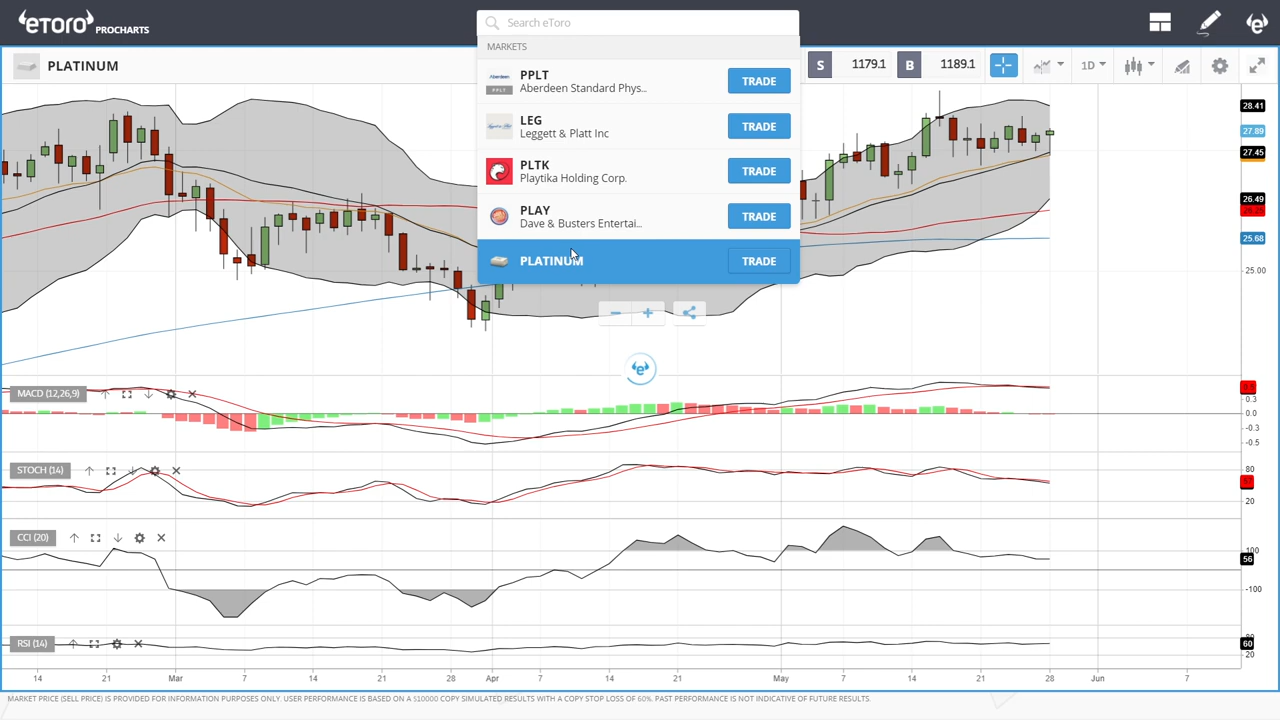 eToro PROCHARTS
Search eToro
MARKETS
PPLT
Aberdeen Standard Phys..
TRADE
LEG
Leggett & Platt Inc
TRADE
PLTK
Playtika Holding Corp.
TRADE
PLAY
Dave & Busters Entertai..
TRADE
PLATINUM
TRADE
PLATINUM
S 1179.1 B 1189.1 1D
28.41
27.89
27.45
26.49
25.68
25.00
MACD (12,26,9)
0.3
0.0
-0.3
-0.5
STOCH (14)
80
20
CCI (20)
100
56
-100
RSI (14)
60
20
14 21 Mar 7 14 21 28 Apr 7 14 21 May 7 14 21 28 Jun 7
MARKET PRICE (SELL PRICE) IS PROVIDED FOR INFORMATION PURPOSES ONLY. USER PERFORMANCE IS BASED ON A $10000 COPY SIMULATED RESULTS WITH A COPY STOP LOSS OF 60%. PAST PERFORMANCE IS NOT INDICATIVE OF FUTURE RESULTS.